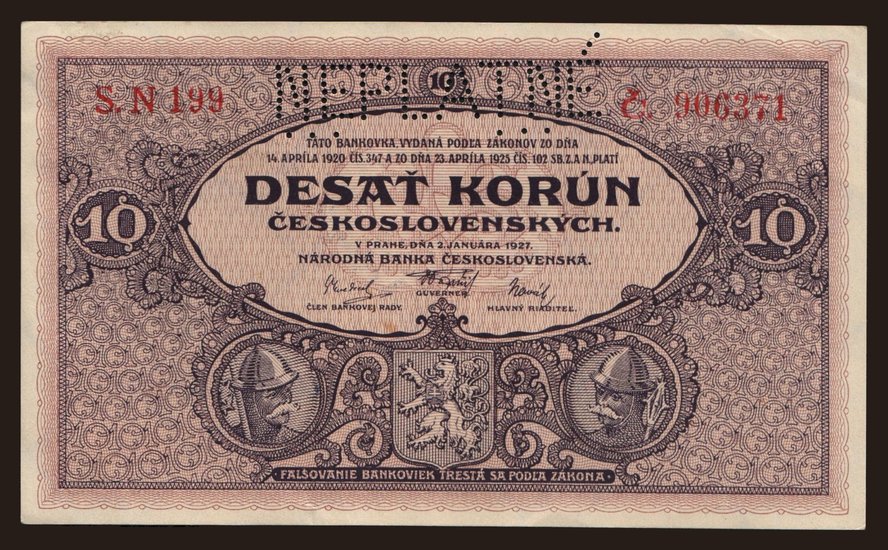 NEPLATNÉ
10
S. N 199
Čís. 906371
TÁTO BANKOVKA, VYDANÁ PODĽA ZÁKONOV ZO DŇA
14. APRÍLA 1920 ČÍS. 347 A ZO DŇA 23. APRÍLA 1925 ČÍS. 102 SB. Z. A N., PLATÍ
DESAŤ KORÚN
ČESKOSLOVENSKÝCH.
10
10
V PRAHE, DŇA 2. JANUÁRA 1927.
NÁRODNÁ BANKA ČESKOSLOVENSKÁ.
GUVERNER.
ČLEN BAŇKOVEJ RADY.
HLAVNÝ RIADITEĽ.
FALŠOVANIE BANKOVIEK TRESTÁ SA PODĽA ZÁKONA